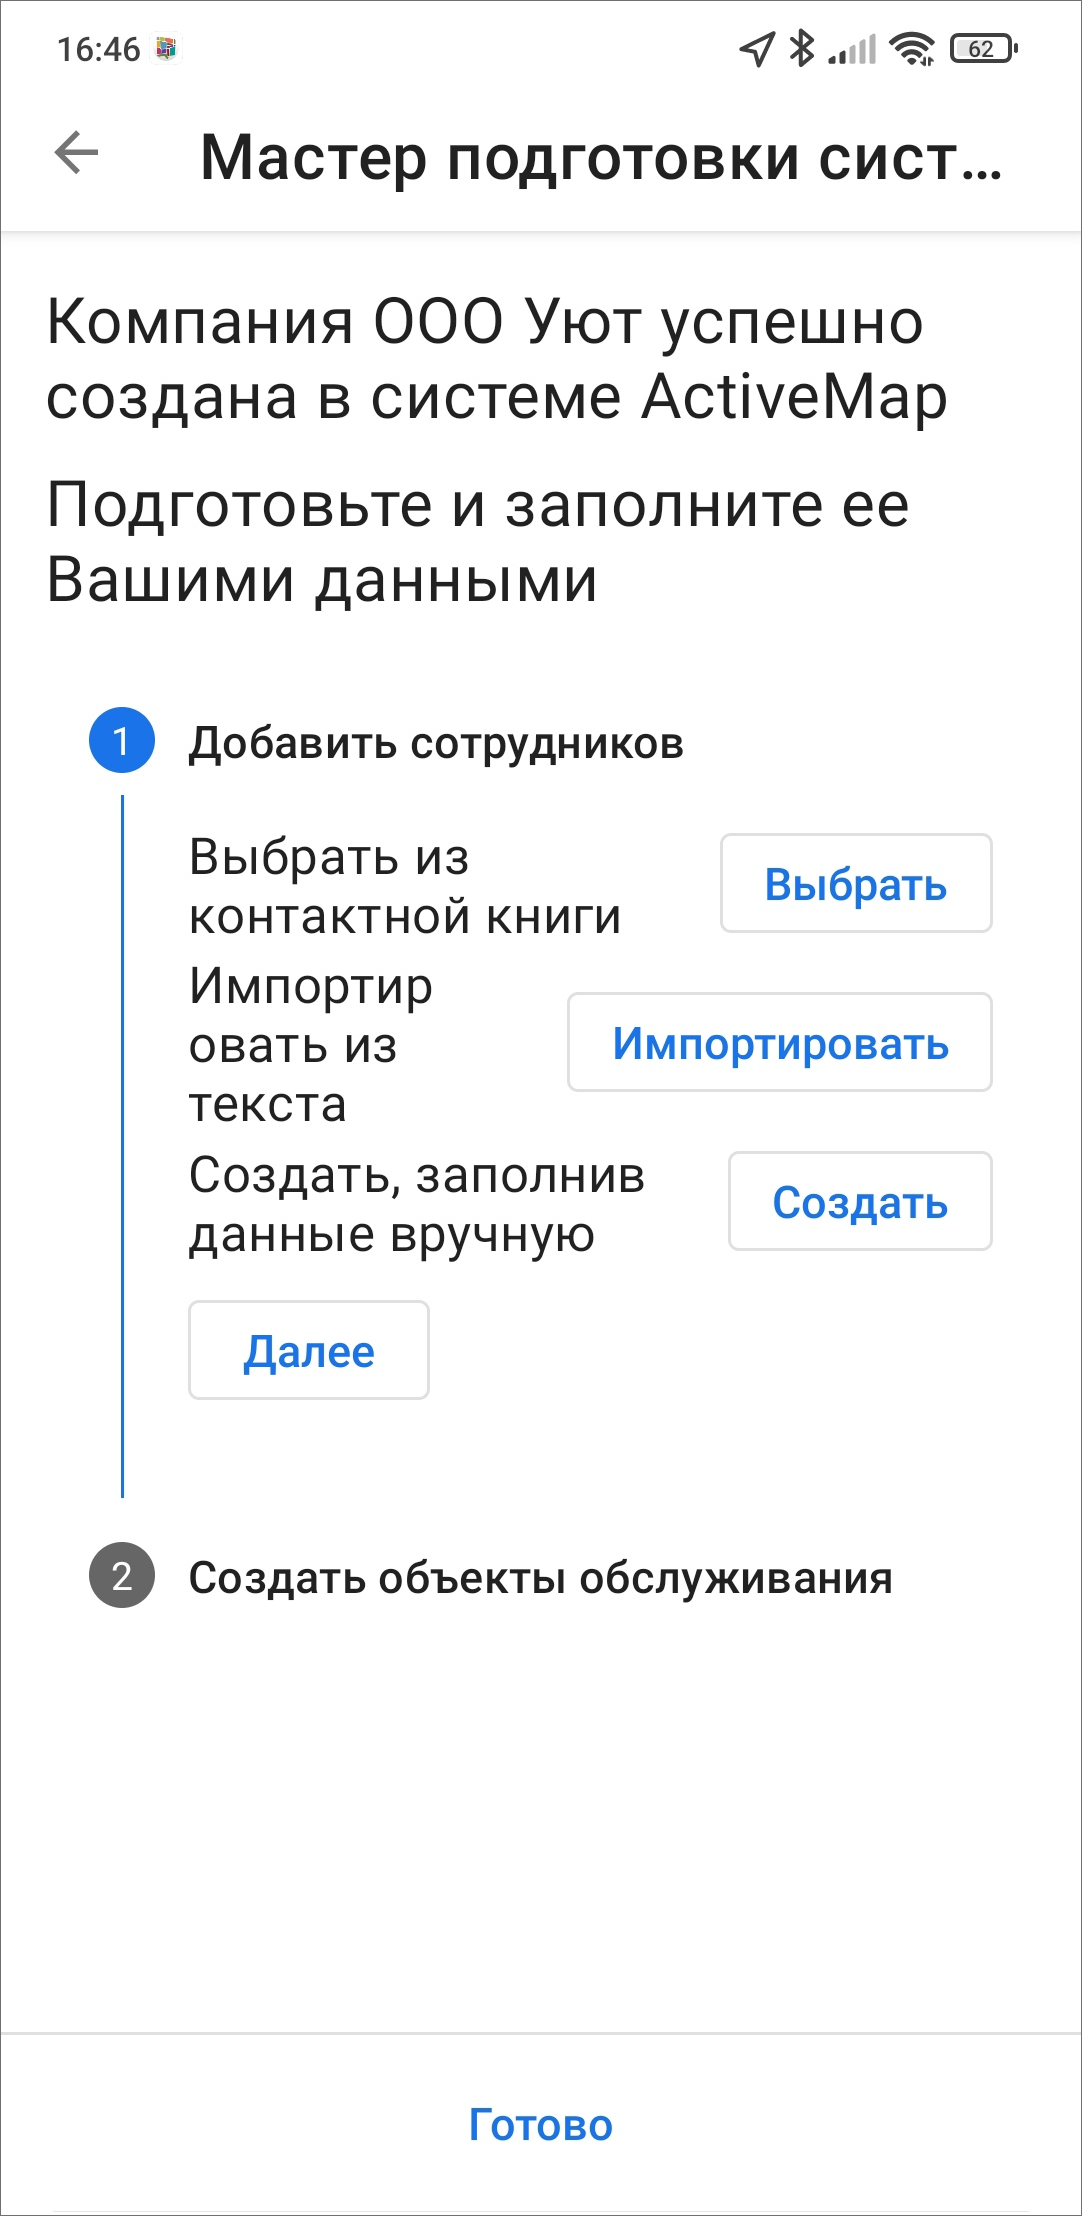 16:46
62
Мастер подготовки сист...
Компания ООО Уют успешно
создана в системе ActiveMap
Подготовьте и заполните ее
Вашими данными
1
Добавить сотрудников
Выбрать из
контактной книги
Выбрать
Импортир
овать из
текста
Импортировать
Создать, заполнив
данные вручную
Создать
Далее
2
Создать объекты обслуживания
Готово